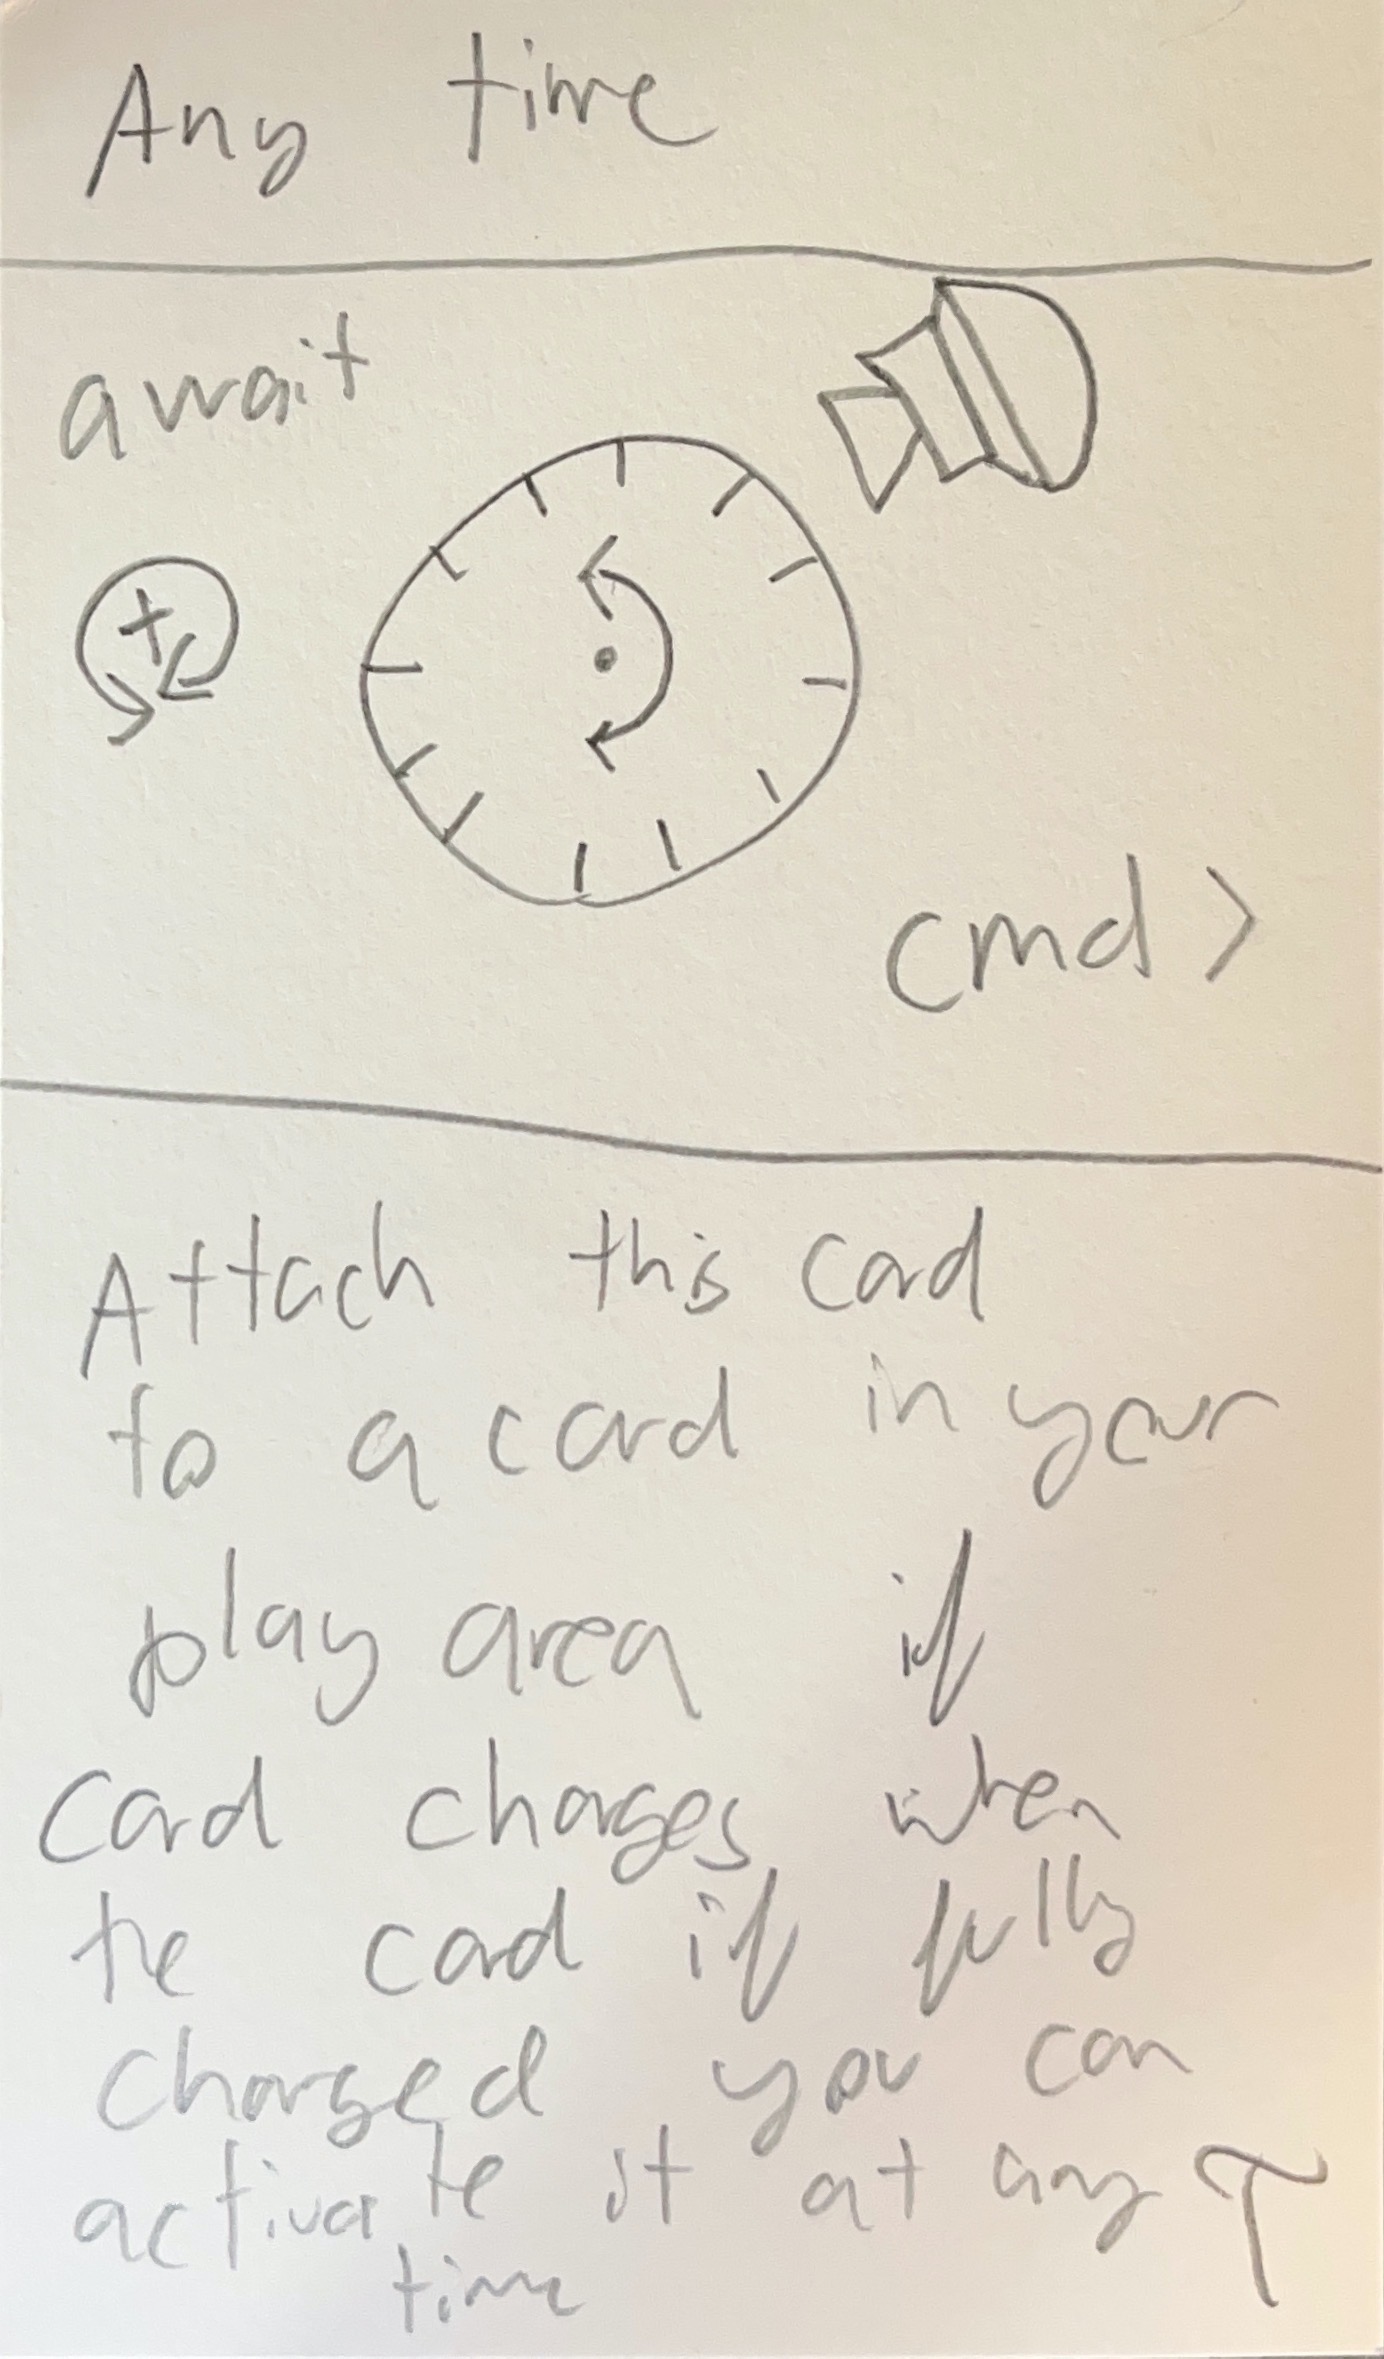 Any time
await
+
cmd >
Attach this card
to a card in your
play area if
card charges when
the card if fully
charged you can
activate it at any T
time